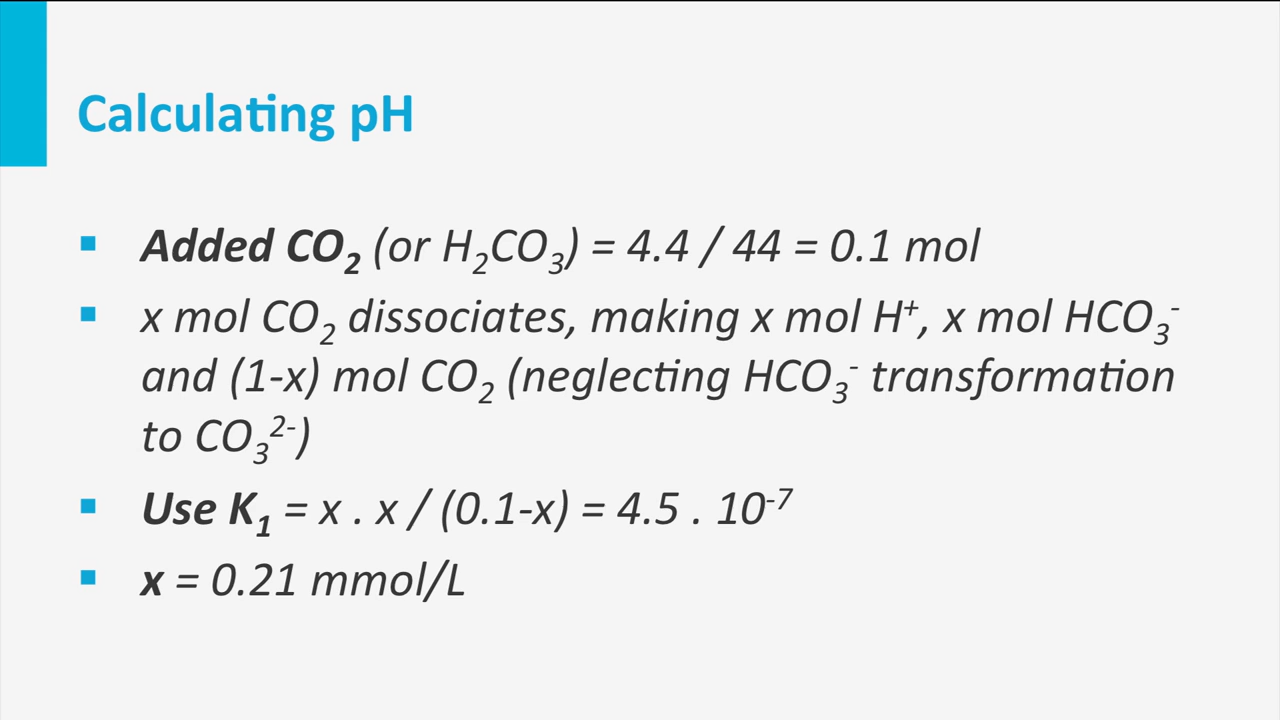 Calculating pH
▪ Added CO₂ (or H₂CO₃) = 4.4 / 44 = 0.1 mol
▪ x mol CO₂ dissociates, making x mol H⁺, x mol HCO₃⁻
and (1-x) mol CO₂ (neglecting HCO₃⁻ transformation
to CO₃²⁻)
▪ Use K₁ = x . x / (0.1-x) = 4.5 . 10⁻⁷
▪ x = 0.21 mmol/L